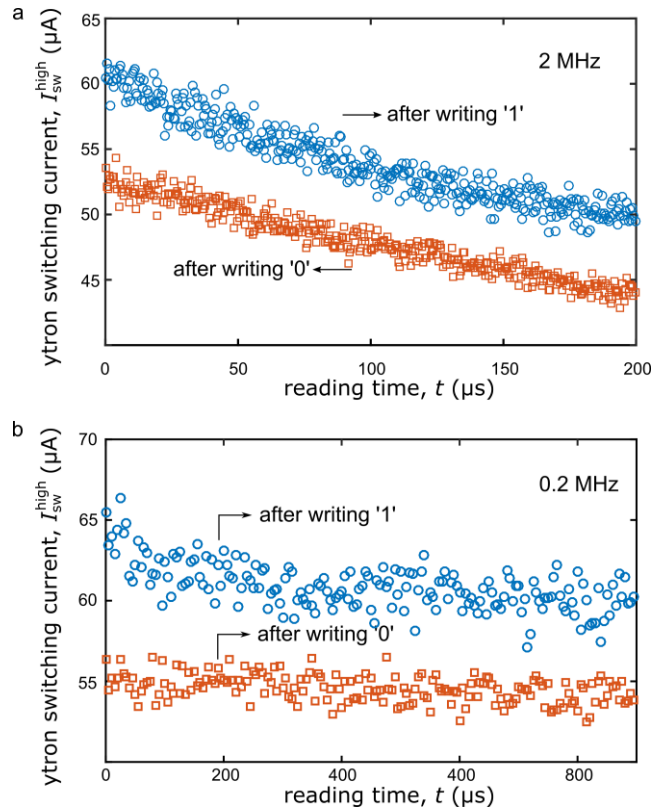 a
65
60
55
50
45
ytron switching current, I_sw^high (µA)
2 MHz
after writing '1'
after writing '0'
0
50
100
150
200
reading time, t (µs)
b
70
65
60
55
ytron switching current, I_sw^high (µA)
0.2 MHz
after writing '1'
after writing '0'
0
200
400
400
800
reading time, t (µs)